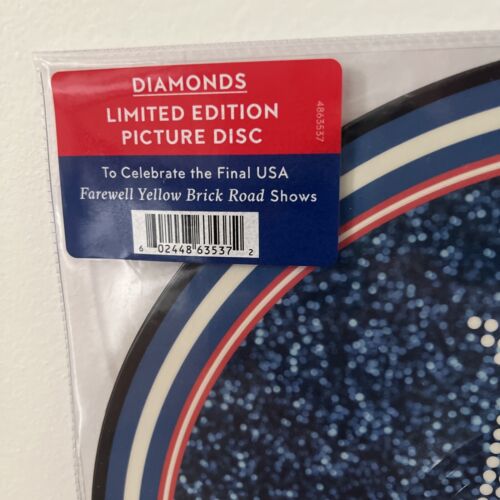 DIAMONDS
LIMITED EDITION
PICTURE DISC
4863537
To Celebrate the Final USA
Farewell Yellow Brick Road Shows
6 02448 63537 2